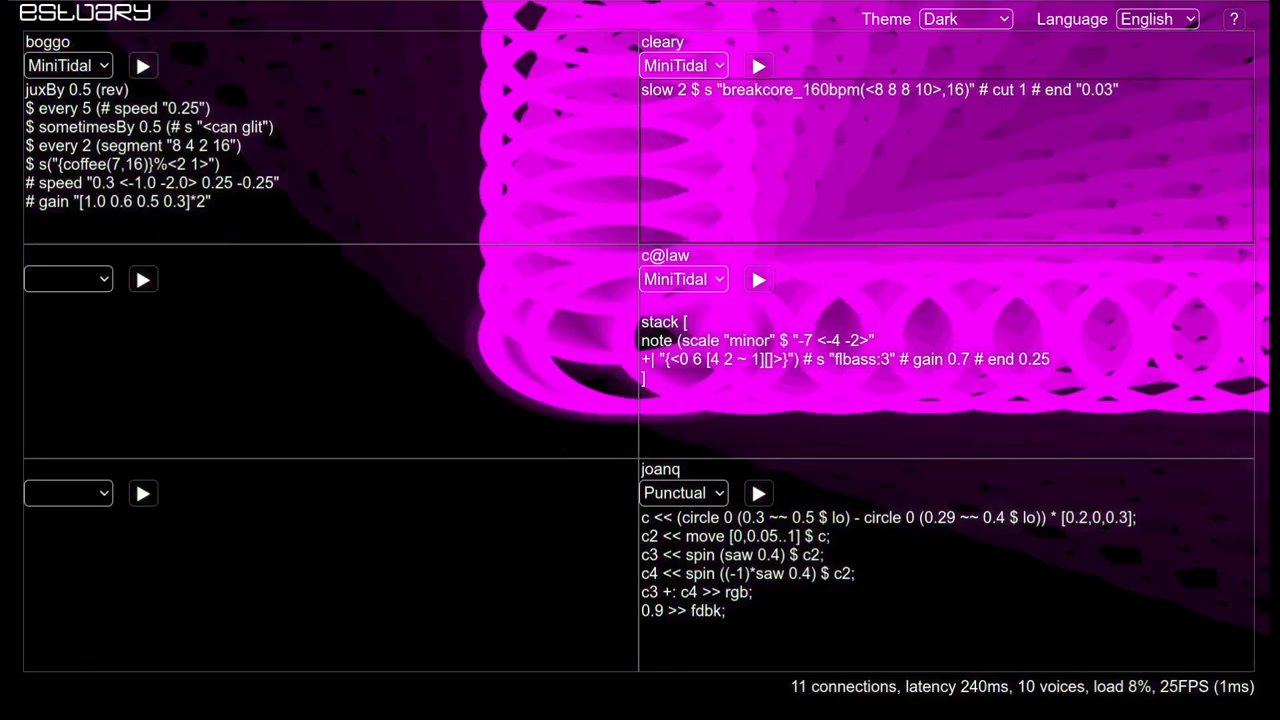 estuary
Theme Dark Language English ?
boggo
MiniTidal
juxBy 0.5 (rev)
$ every 5 (# speed "0.25")
$ sometimesBy 0.5 (# s "<can glit")
$ every 2 (segment "8 4 2 16")
$ s("{coffee(7,16)}%<2 1>")
# speed "0.3 <-1.0 -2.0> 0.25 -0.25"
# gain "[1.0 0.6 0.5 0.3]*2"
cleary
MiniTidal
slow 2 $ s "breakcore_160bpm(<8 8 8 10>,16)" # cut 1 # end "0.03"
c@law
MiniTidal
stack [
note (scale "minor" $ "-7 <-4 -2>"
+| "{<0 6 [4 2 ~ 1][]>}") # s "flbass:3" # gain 0.7 # end 0.25
]
joanq
Punctual
c << (circle 0 (0.3 ~~ 0.5 $ lo) - circle 0 (0.29 ~~ 0.4 $ lo)) * [0.2,0,0.3];
c2 << move [0,0.05..1] $ c;
c3 << spin (saw 0.4) $ c2;
c4 << spin ((-1)*saw 0.4) $ c2;
c3 +: c4 >> rgb;
0.9 >> fdbk;
11 connections, latency 240ms, 10 voices, load 8%, 25FPS (1ms)